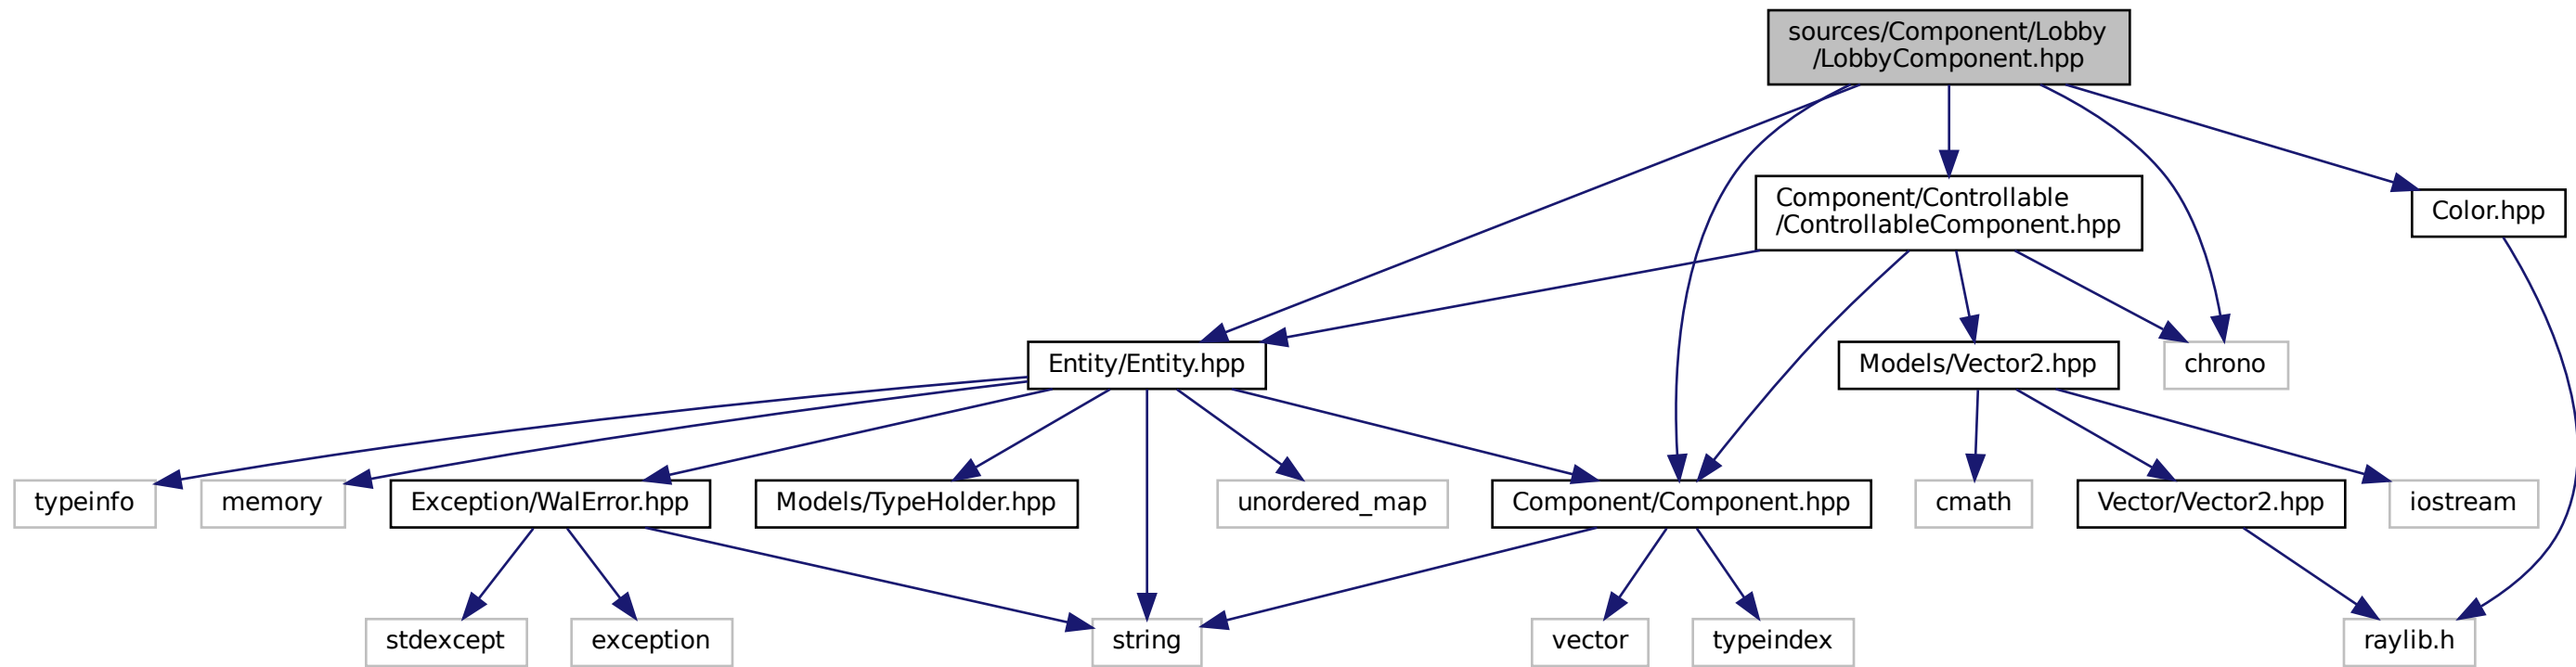 sources/Component/Lobby
/LobbyComponent.hpp
Component/Controllable
/ControllableComponent.hpp
Color.hpp
Entity/Entity.hpp
Models/Vector2.hpp
chrono
typeinfo
memory
Exception/WalError.hpp
Models/TypeHolder.hpp
unordered_map
Component/Component.hpp
cmath
Vector/Vector2.hpp
iostream
stdexcept
exception
string
vector
typeindex
raylib.h